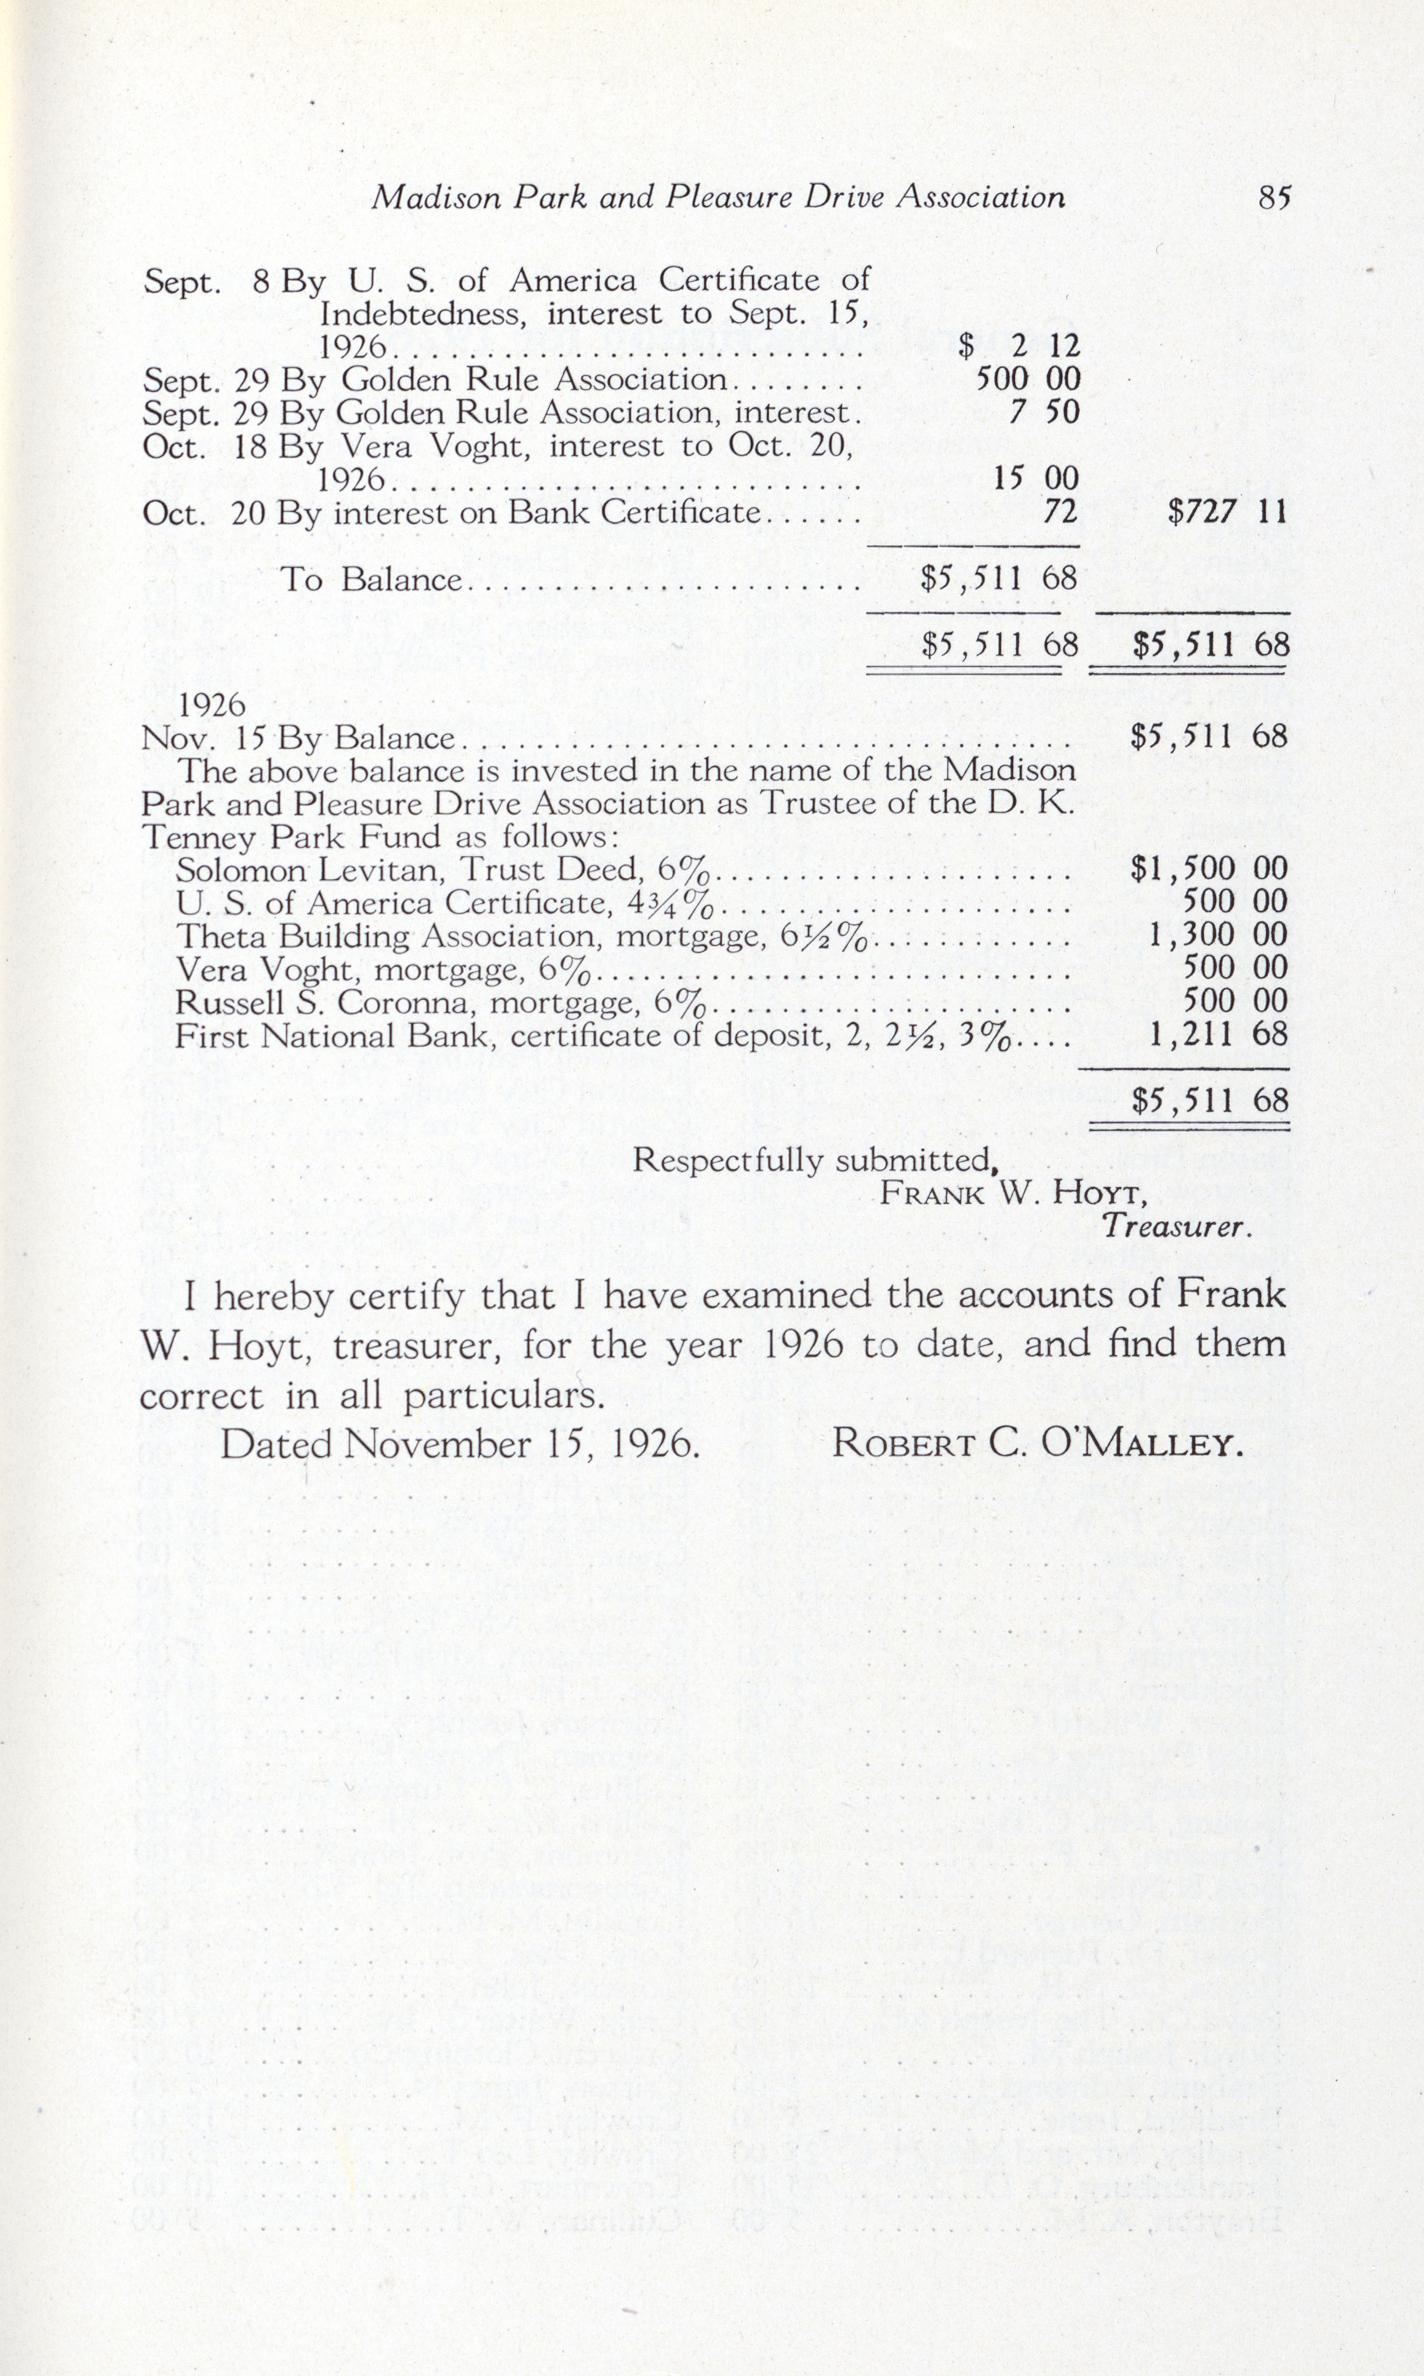 Madison Park and Pleasure Drive Association 85
Sept. 8 By U. S. of America Certificate of
Indebtedness, interest to Sept. 15,
1926........................... $ 2 12
Sept. 29 By Golden Rule Association........ 500 00
Sept. 29 By Golden Rule Association, interest. 7 50
Oct. 18 By Vera Voght, interest to Oct. 20,
1926........................... 15 00
Oct. 20 By interest on Bank Certificate...... 72 $727 11
To Balance....................... $5,511 68
$5,511 68 $5,511 68
1926
Nov. 15 By Balance.................................... $5,511 68
The above balance is invested in the name of the Madison
Park and Pleasure Drive Association as Trustee of the D. K.
Tenney Park Fund as follows:
Solomon Levitan, Trust Deed, 6%..................... $1,500 00
U. S. of America Certificate, 4¾%..................... 500 00
Theta Building Association, mortgage, 6½%............ 1,300 00
Vera Voght, mortgage, 6%............................ 500 00
Russell S. Coronna, mortgage, 6%..................... 500 00
First National Bank, certificate of deposit, 2, 2½, 3%.... 1,211 68
$5,511 68
Respectfully submitted,
FRANK W. HOYT,
Treasurer.
I hereby certify that I have examined the accounts of Frank
W. Hoyt, treasurer, for the year 1926 to date, and find them
correct in all particulars.
Dated November 15, 1926. ROBERT C. O'MALLEY.